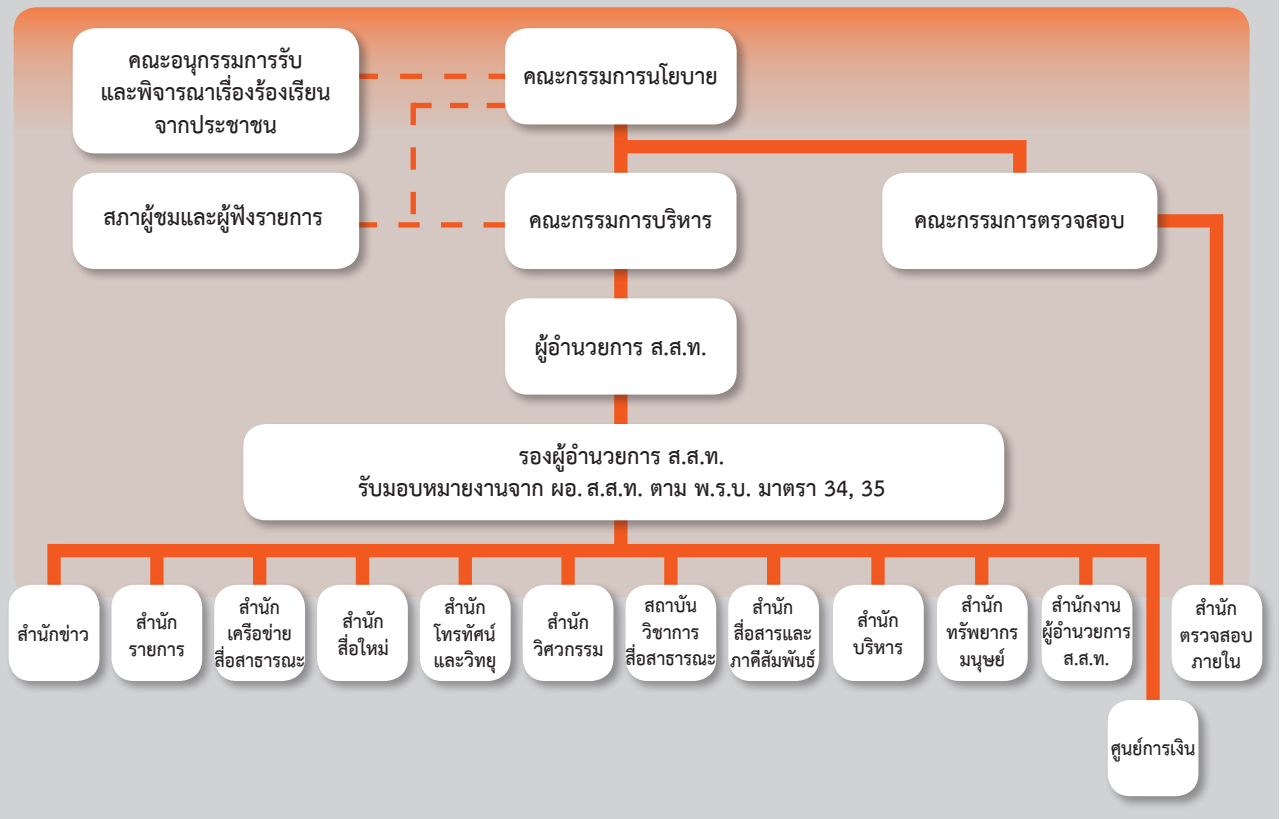 คณะอนุกรรมการรับ
และพิจารณาเรื่องร้องเรียน
จากประชาชน
คณะกรรมการนโยบาย
สภาผู้ชมและผู้ฟังรายการ
คณะกรรมการบริหาร
คณะกรรมการตรวจสอบ
ผู้อำนวยการ ส.ส.ท.
รองผู้อำนวยการ ส.ส.ท.
รับมอบหมายงานจาก ผอ. ส.ส.ท. ตาม พ.ร.บ. มาตรา 34, 35
สำนักข่าว
สำนัก
รายการ
สำนัก
เครือข่าย
สื่อสาธารณะ
สำนัก
สื่อใหม่
สำนัก
โทรทัศน์
และวิทยุ
สำนัก
วิศวกรรม
สถาบัน
วิชาการ
สื่อสาธารณะ
สำนัก
สื่อสารและ
ภาคีสัมพันธ์
สำนัก
บริหาร
สำนัก
ทรัพยากร
มนุษย์
สำนักงาน
ผู้อำนวยการ
ส.ส.ท.
สำนัก
ตรวจสอบ
ภายใน
ศูนย์การเงิน